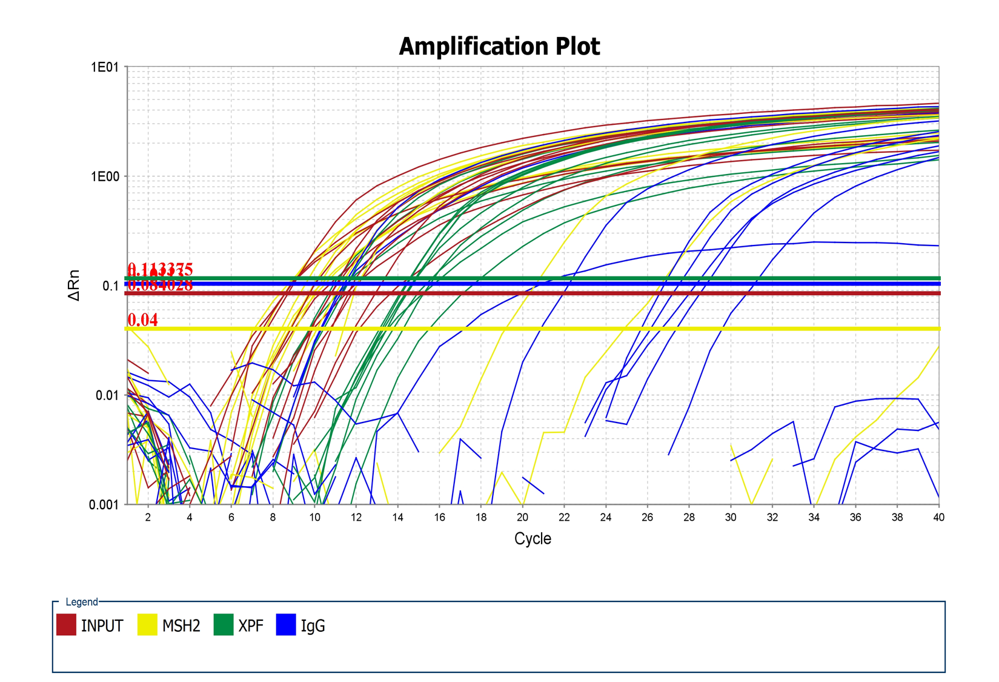 Amplification Plot
1E01
1E00
0.1
0.01
0.001
ΔRn
0.113375
0.084028
0.04
2 4 6 8 10 12 14 16 18 20 22 24 26 28 30 32 34 36 38 40
Cycle
Legend
INPUT MSH2 XPF IgG